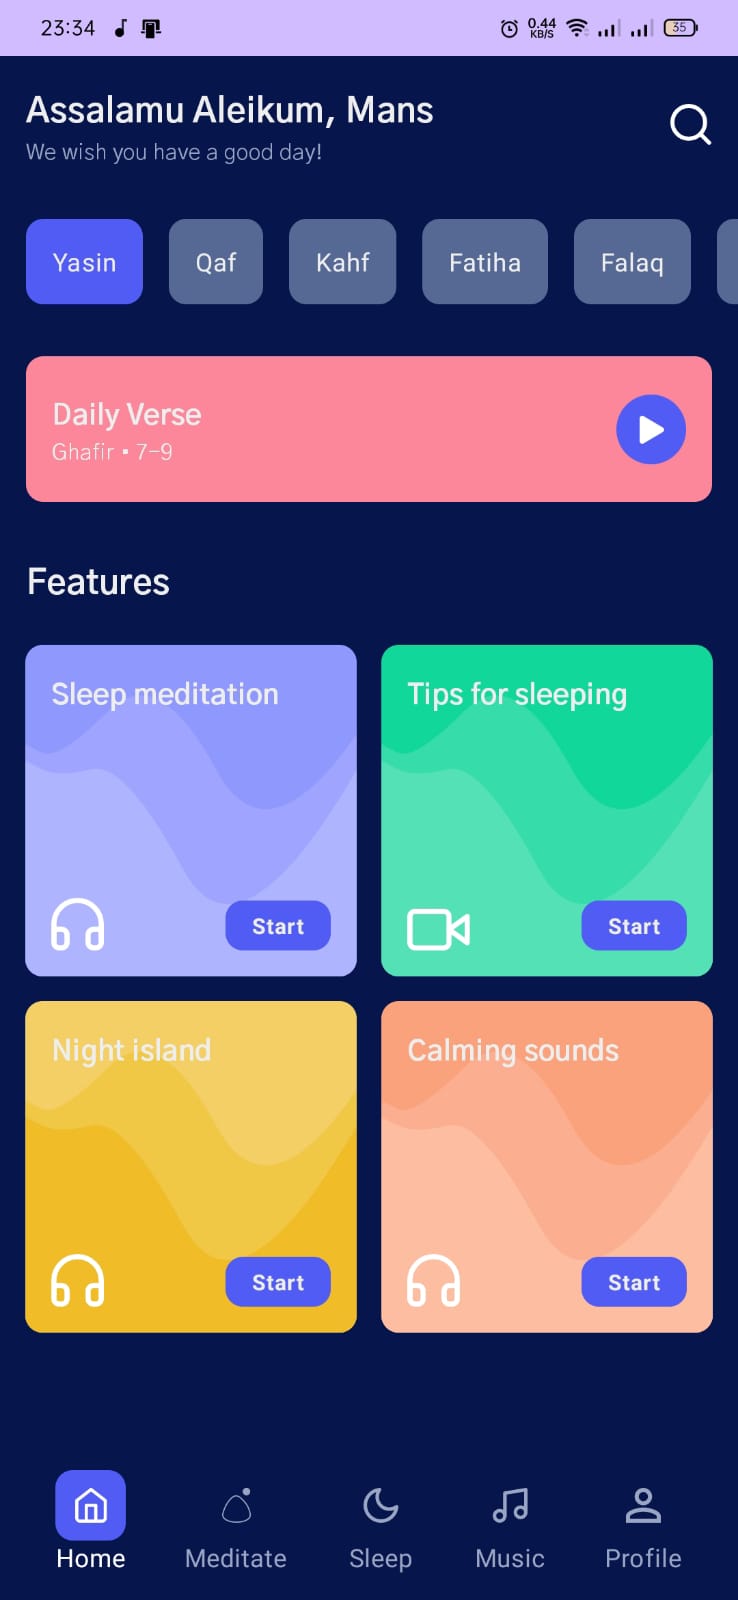 23:34
0.44
KB/S
35
Assalamu Aleikum, Mans
We wish you have a good day!
Yasin Qaf Kahf Fatiha Falaq
Daily Verse
Ghafir • 7-9
Features
Sleep meditation
Start
Tips for sleeping
Start
Night island
Start
Calming sounds
Start
Home Meditate Sleep Music Profile